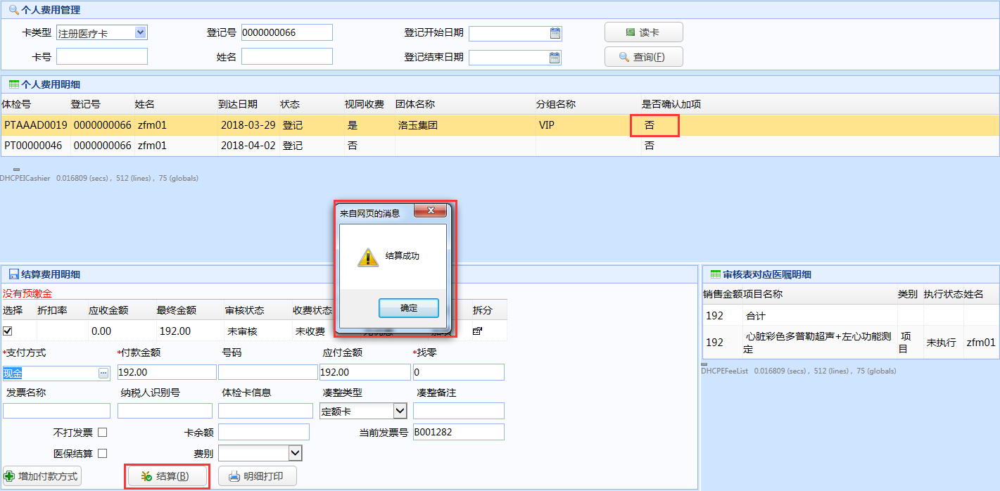 个人费用管理
卡类型 注册医疗卡 登记号 0000000066 登记开始日期 读卡
卡号 姓名 登记结束日期 查询(F)
个人费用明细
体检号 登记号 姓名 到达日期 状态 视同收费 团体名称 分组名称 是否确认加项
PTAAAD0019 0000000066 zfm01 2018-03-29 登记 是 洛玉集团 VIP 否
PT00000046 0000000066 zfm01 2018-04-02 登记 否 否
DHCPEICashier 0.016809 (secs) , 512 (lines) , 75 (globals)
来自网页的消息
结算成功
确定
结算费用明细
没有预缴金
选择 折扣率 应收金额 最终金额 审核状态 收费状态 拆分
0.00 192.00 未审核 未收费
*支付方式 *付款金额 号码 应付金额 *找零
现金 192.00 192.00 0
发票名称 纳税人识别号 体检卡信息 凑整类型 凑整备注
定额卡
不打发票 卡余额 当前发票号 B001282
医保结算 费别
增加付款方式 结算(B) 明细打印
审核表对应医嘱明细
销售金额 项目名称 类别 执行状态 姓名
192 合计
192 心脏彩色多普勒超声+左心功能测定 项目 未执行 zfm01
DHCPEFeeList 0.016809 (secs) , 512 (lines) , 75 (globals)